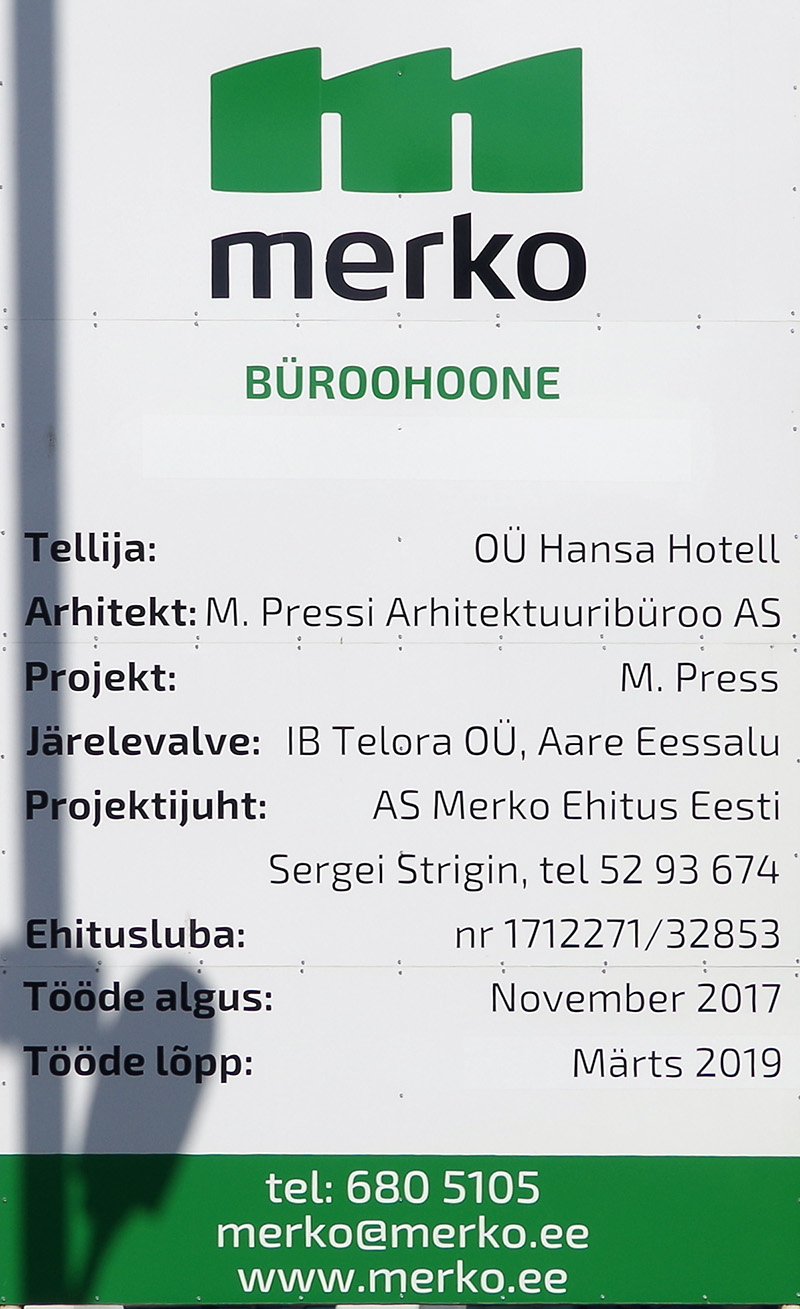 merko
BÜROOHOONE
Tellija: OÜ Hansa Hotell
Arhitekt: M. Pressi Arhitektuuribüroo AS
Projekt: M. Press
Järelevalve: IB Telora OÜ, Aare Eessalu
Projektijuht: AS Merko Ehitus Eesti
Sergei Strigin, tel 52 93 674
Ehitusluba: nr 1712271/32853
Tööde algus: November 2017
Tööde lõpp: Märts 2019
tel: 680 5105
merko@merko.ee
www.merko.ee